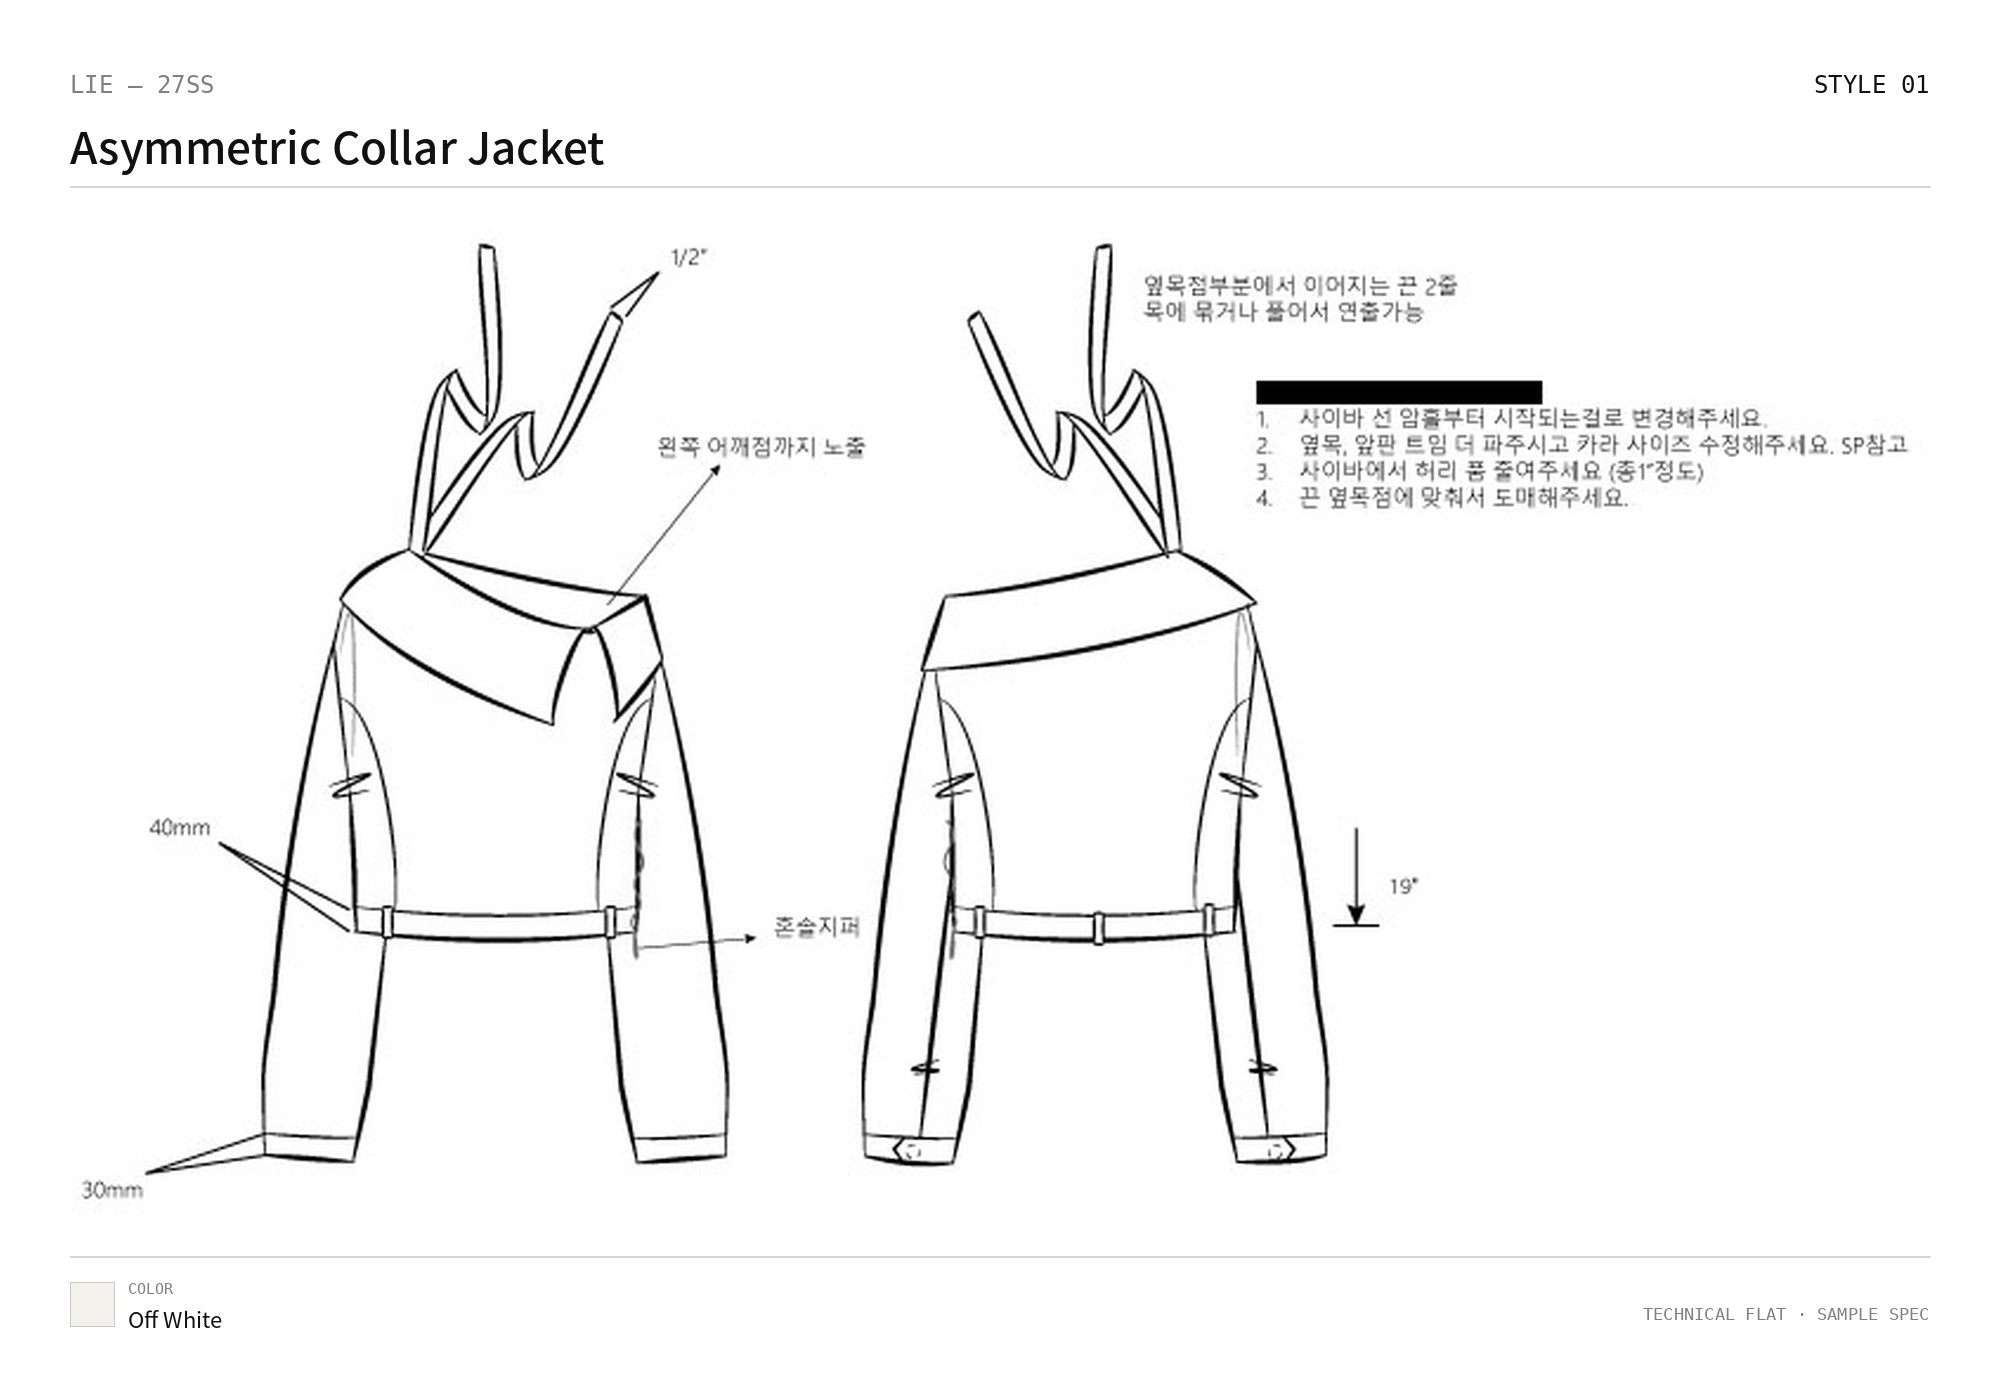 LIE — 27SS
STYLE 01
Asymmetric Collar Jacket
1/2"
옆목점부분에서 이어지는 끈 2줄
목에 묶거나 풀어서 연출가능
1. 사이바 선 암홀부터 시작되는걸로 변경해주세요.
2. 옆목, 앞판 트임 더 파주시고 카라 사이즈 수정해주세요. SP참고
3. 사이바에서 허리 품 줄여주세요 (총1"정도)
4. 끈 옆목점에 맞춰서 도매해주세요.
왼쪽 어깨점까지 노출
40mm
19"
혼솔지퍼
30mm
COLOR
Off White
TECHNICAL FLAT · SAMPLE SPEC